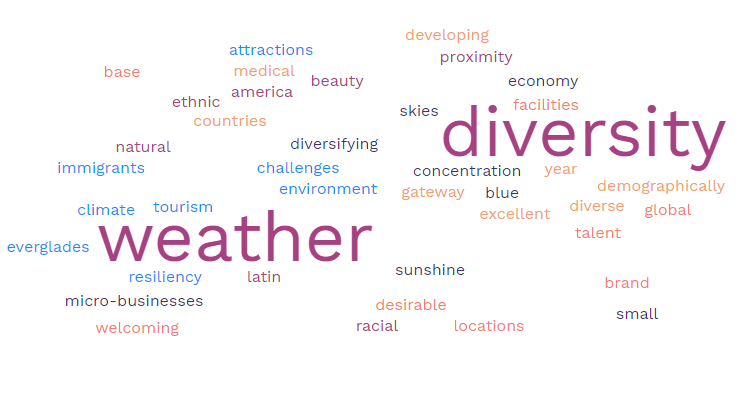 developing
attractions
proximity
base
medical
beauty
economy
america
ethnic
facilities
skies
countries
diversity
natural
diversifying
immigrants
challenges
concentration
year
environment
gateway
blue
demographically
climate
tourism
excellent
diverse
global
everglades
weather
talent
resiliency
latin
sunshine
brand
micro-businesses
desirable
small
welcoming
racial
locations